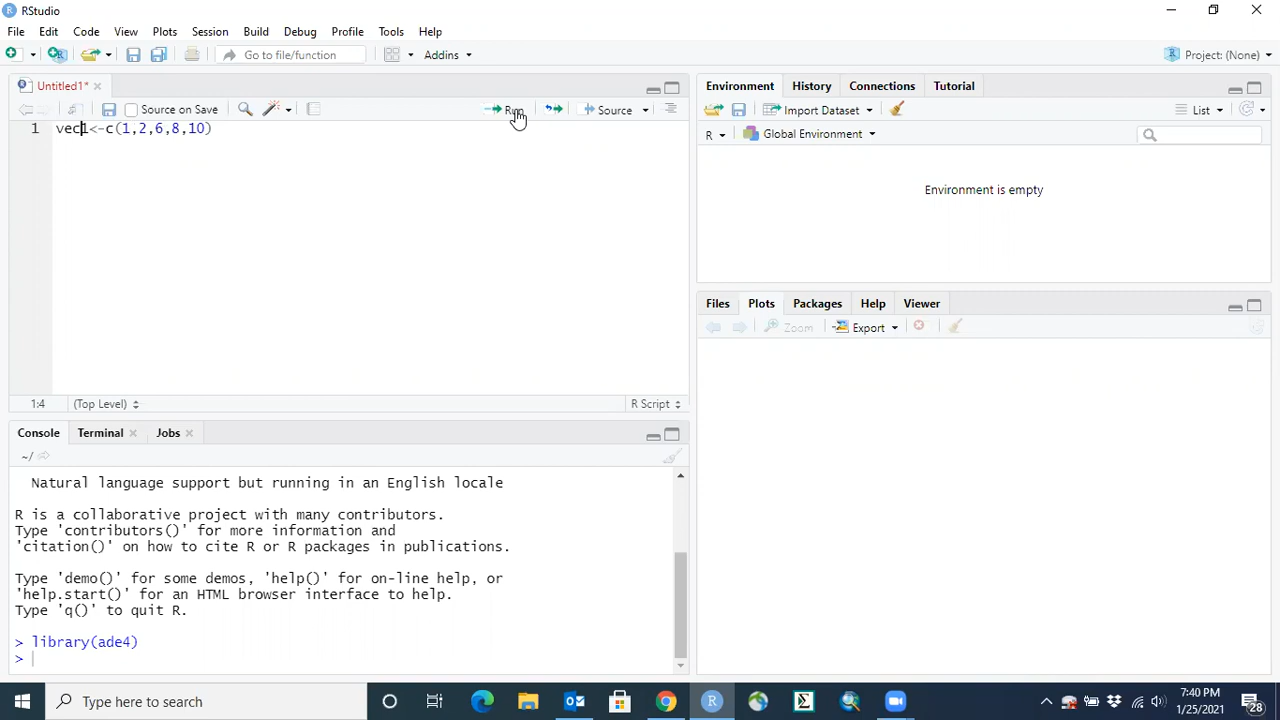 RStudio
File Edit Code View Plots Session Build Debug Profile Tools Help
Go to file/function Addins Project: (None)
Untitled1*
Source on Save Run Source
1 vec1<-c(1,2,6,8,10)
1:4 (Top Level) R Script
Console Terminal Jobs
~/
Natural language support but running in an English locale
R is a collaborative project with many contributors.
Type 'contributors()' for more information and
'citation()' on how to cite R or R packages in publications.
Type 'demo()' for some demos, 'help()' for on-line help, or
'help.start()' for an HTML browser interface to help.
Type 'q()' to quit R.
> library(ade4)
>
Environment History Connections Tutorial
Import Dataset List
R Global Environment
Environment is empty
Files Plots Packages Help Viewer
Zoom Export
Type here to search
R
7:40 PM
1/25/2021
28